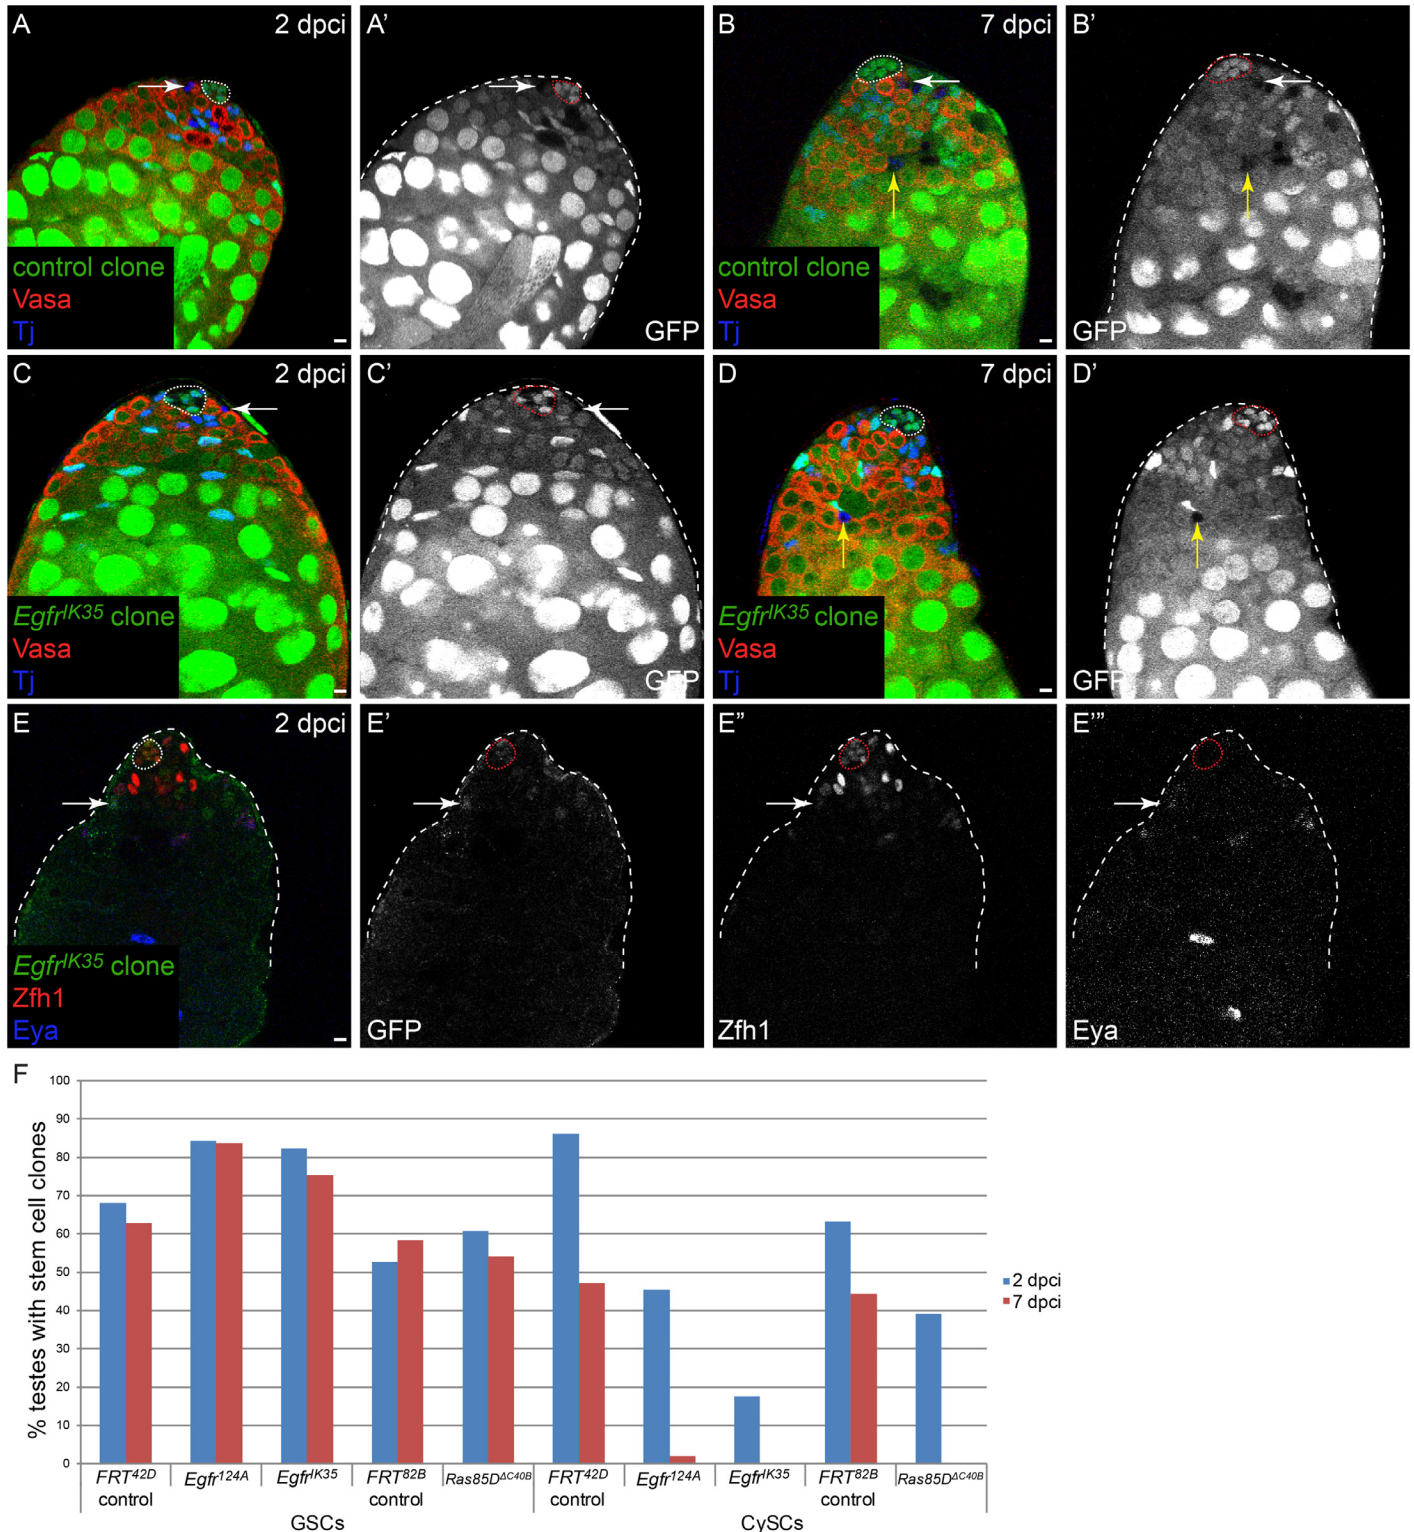 A
2 dpci
A’
B
7 dpci
B’
control clone
Vasa
Tj
GFP
control clone
Vasa
Tj
GFP
C
2 dpci
C’
D
7 dpci
D’
EgfrIK35 clone
Vasa
Tj
GFP
EgfrIK35 clone
Vasa
Tj
GFP
E
2 dpci
E’
E”
E’”
EgfrIK35 clone
Zfh1
Eya
GFP
Zfh1
Eya
F
% testes with stem cell clones
100
90
80
70
60
50
40
30
20
10
0
2 dpci
7 dpci
FRT42D control
Egfr124A
EgfrIK35
FRT82B control
Ras85DΔC40B
FRT42D control
Egfr124A
EgfrIK35
FRT82B control
Ras85DΔC40B
GSCs
CySCs